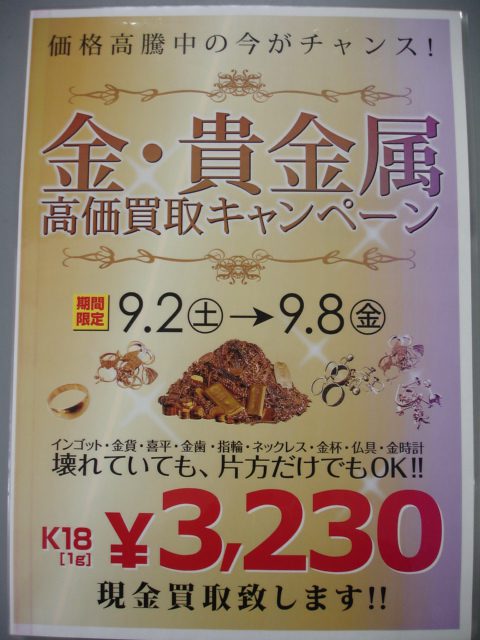 価格高騰中の今がチャンス!
金・貴金属
高価買取キャンペーン
期間
限定
9.2㊏→9.8㊎
インゴット・金貨・喜平・金歯・指輪・ネックレス・金杯・仏具・金時計
壊れていても、片方だけでもOK!!
K18
[1g]
¥3,230
現金買取致します!!